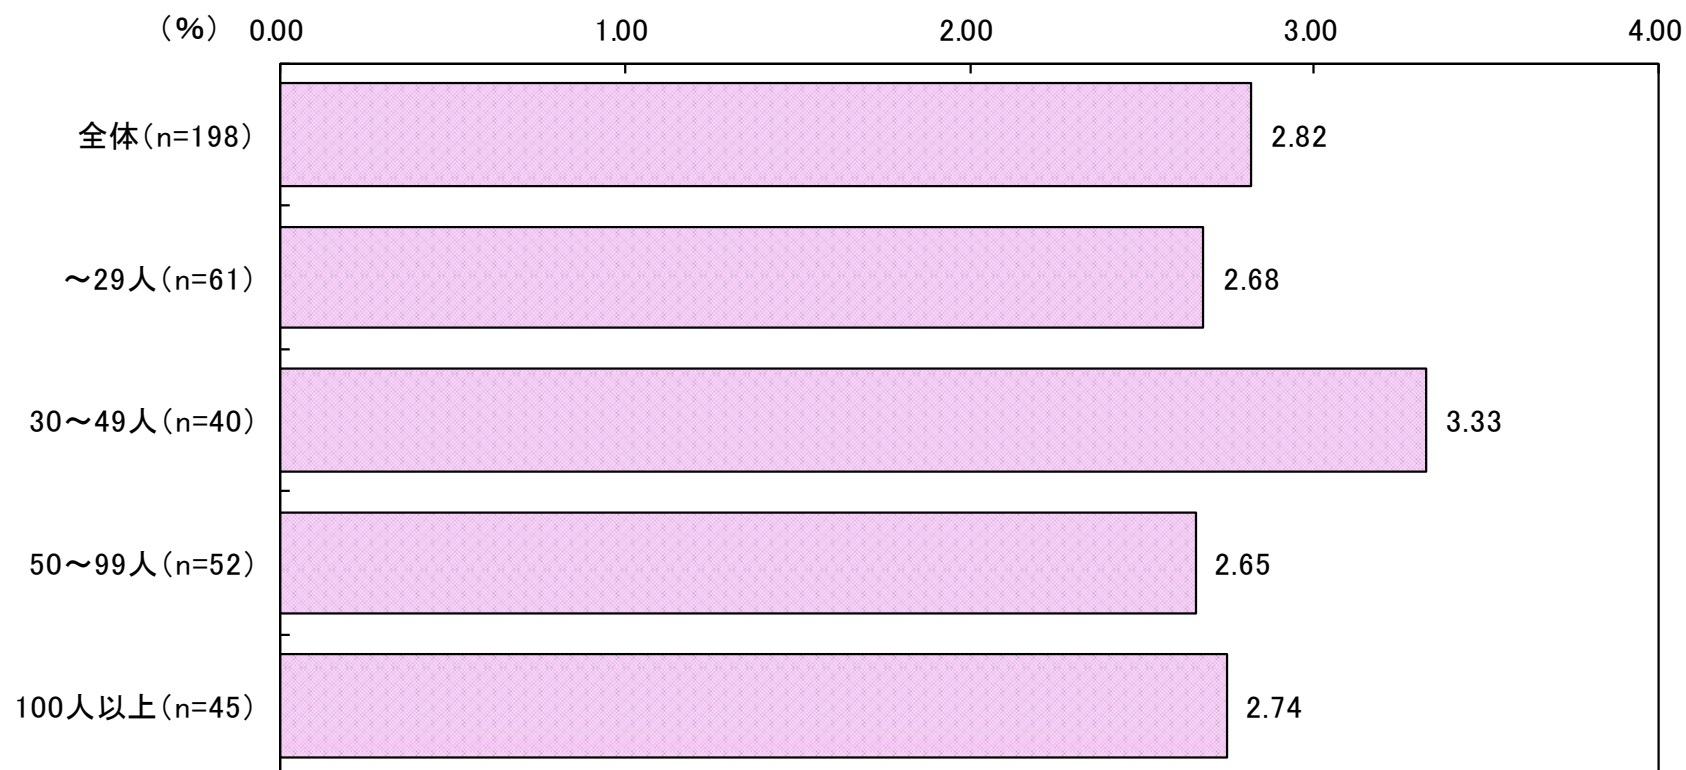 （％） 0.00 1.00 2.00 3.00 4.00
全体（n=198） 2.82
～29人（n=61） 2.68
30～49人（n=40） 3.33
50～99人（n=52） 2.65
100人以上（n=45） 2.74